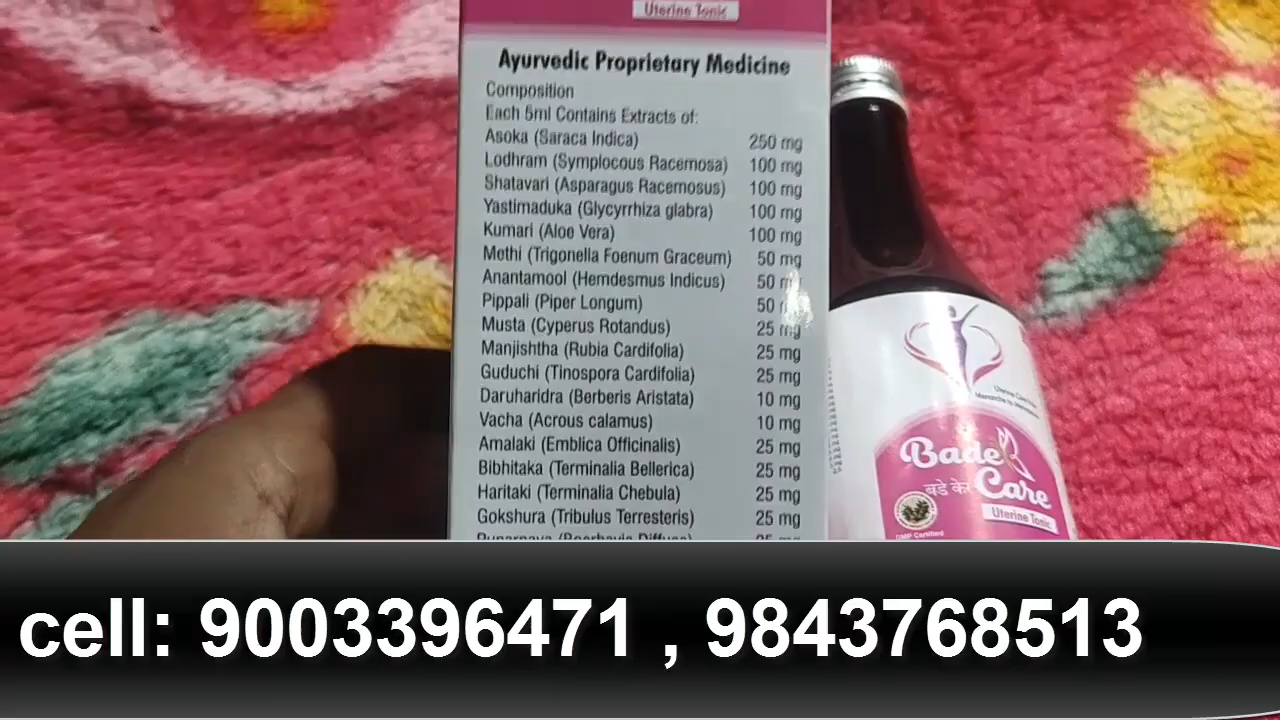 Uterine Tonic
Ayurvedic Proprietary Medicine
Composition
Each 5ml Contains Extracts of:
Asoka (Saraca Indica) 250 mg
Lodhram (Symplocous Racemosa) 100 mg
Shatavari (Asparagus Racemosus) 100 mg
Yastimaduka (Glycyrrhiza glabra) 100 mg
Kumari (Aloe Vera) 100 mg
Methi (Trigonella Foenum Graceum) 50 mg
Anantamool (Hemdesmus Indicus) 50
Pippali (Piper Longum) 50
Musta (Cyperus Rotandus) 25 mg
Manjishtha (Rubia Cardifolia) 25 mg
Guduchi (Tinospora Cardifolia) 25 mg
Daruharidra (Berberis Aristata) 10 mg
Vacha (Acrous calamus) 10 mg
Amalaki (Emblica Officinalis) 25 mg
Bibhitaka (Terminalia Bellerica) 25 mg
Haritaki (Terminalia Chebula) 25 mg
Gokshura (Tribulus Terresteris) 25 mg
Bade
बडे केर Care
Uterine Tonic
GMP Certified
cell: 9003396471 , 9843768513